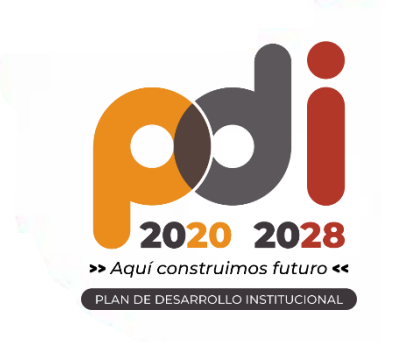 pdi
2020 2028
>> Aquí construimos futuro <<
PLAN DE DESARROLLO INSTITUCIONAL